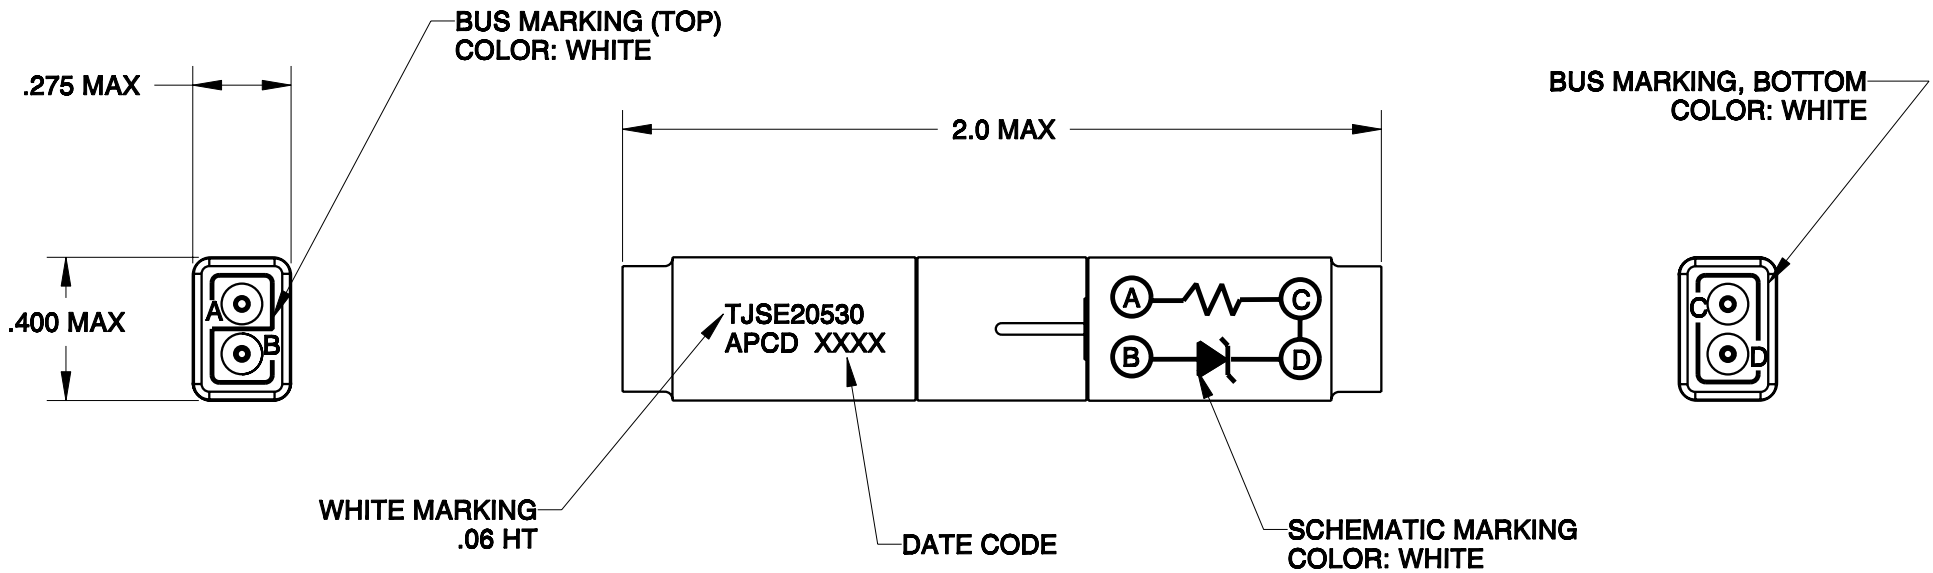 BUS MARKING (TOP)
COLOR: WHITE
.275 MAX
BUS MARKING, BOTTOM
COLOR: WHITE
2.0 MAX
.400 MAX
A
B
TJSE20530
APCD XXXX
A
C
B
D
C
D
WHITE MARKING
.06 HT
DATE CODE
SCHEMATIC MARKING
COLOR: WHITE